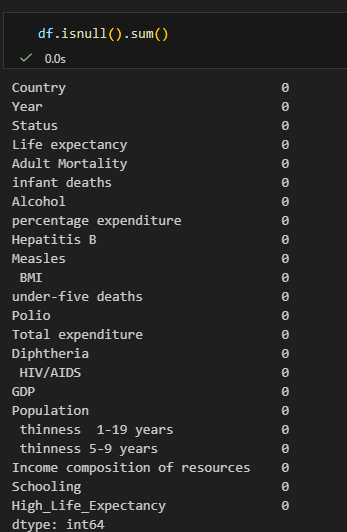 df.isnull().sum()
0.0s
Country 0
Year 0
Status 0
Life expectancy 0
Adult Mortality 0
infant deaths 0
Alcohol 0
percentage expenditure 0
Hepatitis B 0
Measles 0
 BMI 0
under-five deaths 0
Polio 0
Total expenditure 0
Diphtheria 0
 HIV/AIDS 0
GDP 0
Population 0
 thinness  1-19 years 0
 thinness 5-9 years 0
Income composition of resources 0
Schooling 0
High_Life_Expectancy 0
dtype: int64